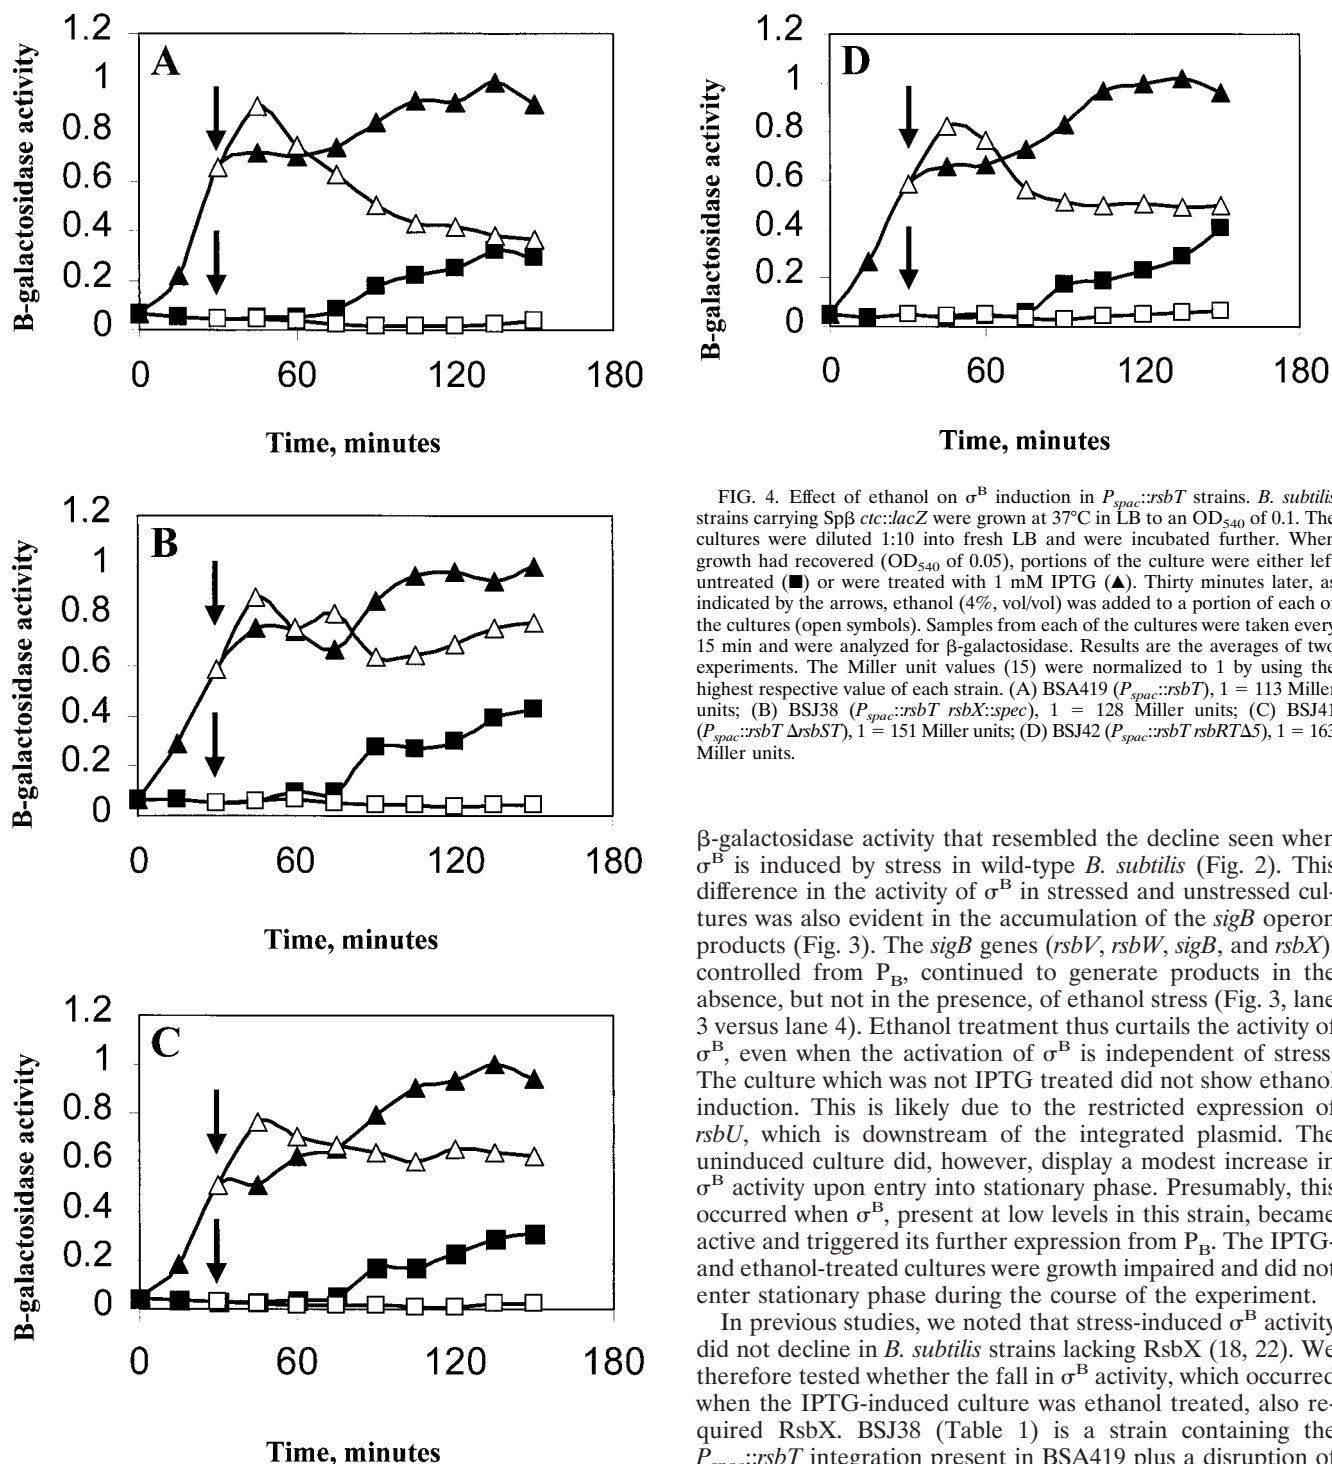 A
B-galactosidase activity
1.2
1
0.8
0.6
0.4
0.2
0
0
60
120
180
Time, minutes
B
B-galactosidase activity
1.2
1
0.8
0.6
0.4
0.2
0
0
60
120
180
Time, minutes
C
B-galactosidase activity
1.2
1
0.8
0.6
0.4
0.2
0
0
60
120
180
Time, minutes
D
B-galactosidase activity
1.2
1
0.8
0.6
0.4
0.2
0
0
60
120
180
Time, minutes
FIG. 4. Effect of ethanol on σ^B induction in P_spac::rsbT strains. B. subtilis
strains carrying Spβ ctc::lacZ were grown at 37°C in LB to an OD_540 of 0.1. The
cultures were diluted 1:10 into fresh LB and were incubated further. When
growth had recovered (OD_540 of 0.05), portions of the culture were either left
untreated (■) or were treated with 1 mM IPTG (▲). Thirty minutes later, as
indicated by the arrows, ethanol (4%, vol/vol) was added to a portion of each of
the cultures (open symbols). Samples from each of the cultures were taken every
15 min and were analyzed for β-galactosidase. Results are the averages of two
experiments. The Miller unit values (15) were normalized to 1 by using the
highest respective value of each strain. (A) BSA419 (P_spac::rsbT), 1 = 113 Miller
units; (B) BSJ38 (P_spac::rsbT rsbX::spec), 1 = 128 Miller units; (C) BSJ41
(P_spac::rsbT ΔrsbST), 1 = 151 Miller units; (D) BSJ42 (P_spac::rsbT rsbRTΔ5), 1 = 163
Miller units.
β-galactosidase activity that resembled the decline seen when
σ^B is induced by stress in wild-type B. subtilis (Fig. 2). This
difference in the activity of σ^B in stressed and unstressed cul-
tures was also evident in the accumulation of the sigB operon
products (Fig. 3). The sigB genes (rsbV, rsbW, sigB, and rsbX),
controlled from P_B, continued to generate products in the
absence, but not in the presence, of ethanol stress (Fig. 3, lane
3 versus lane 4). Ethanol treatment thus curtails the activity of
σ^B, even when the activation of σ^B is independent of stress.
The culture which was not IPTG treated did not show ethanol
induction. This is likely due to the restricted expression of
rsbU, which is downstream of the integrated plasmid. The
uninduced culture did, however, display a modest increase in
σ^B activity upon entry into stationary phase. Presumably, this
occurred when σ^B, present at low levels in this strain, became
active and triggered its further expression from P_B. The IPTG-
and ethanol-treated cultures were growth impaired and did not
enter stationary phase during the course of the experiment.
In previous studies, we noted that stress-induced σ^B activity
did not decline in B. subtilis strains lacking RsbX (18, 22). We
therefore tested whether the fall in σ^B activity, which occurred
when the IPTG-induced culture was ethanol treated, also re-
quired RsbX. BSJ38 (Table 1) is a strain containing the
P_spac::rsbT integration present in BSA419 plus a disruption of